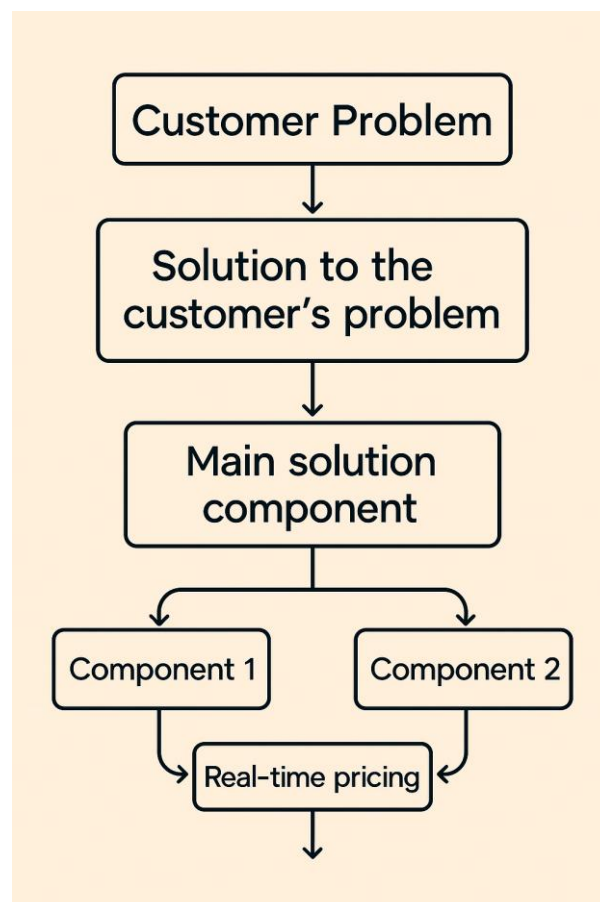 Customer Problem
Solution to the
customer’s problem
Main solution
component
Component 1
Component 2
Real-time pricing